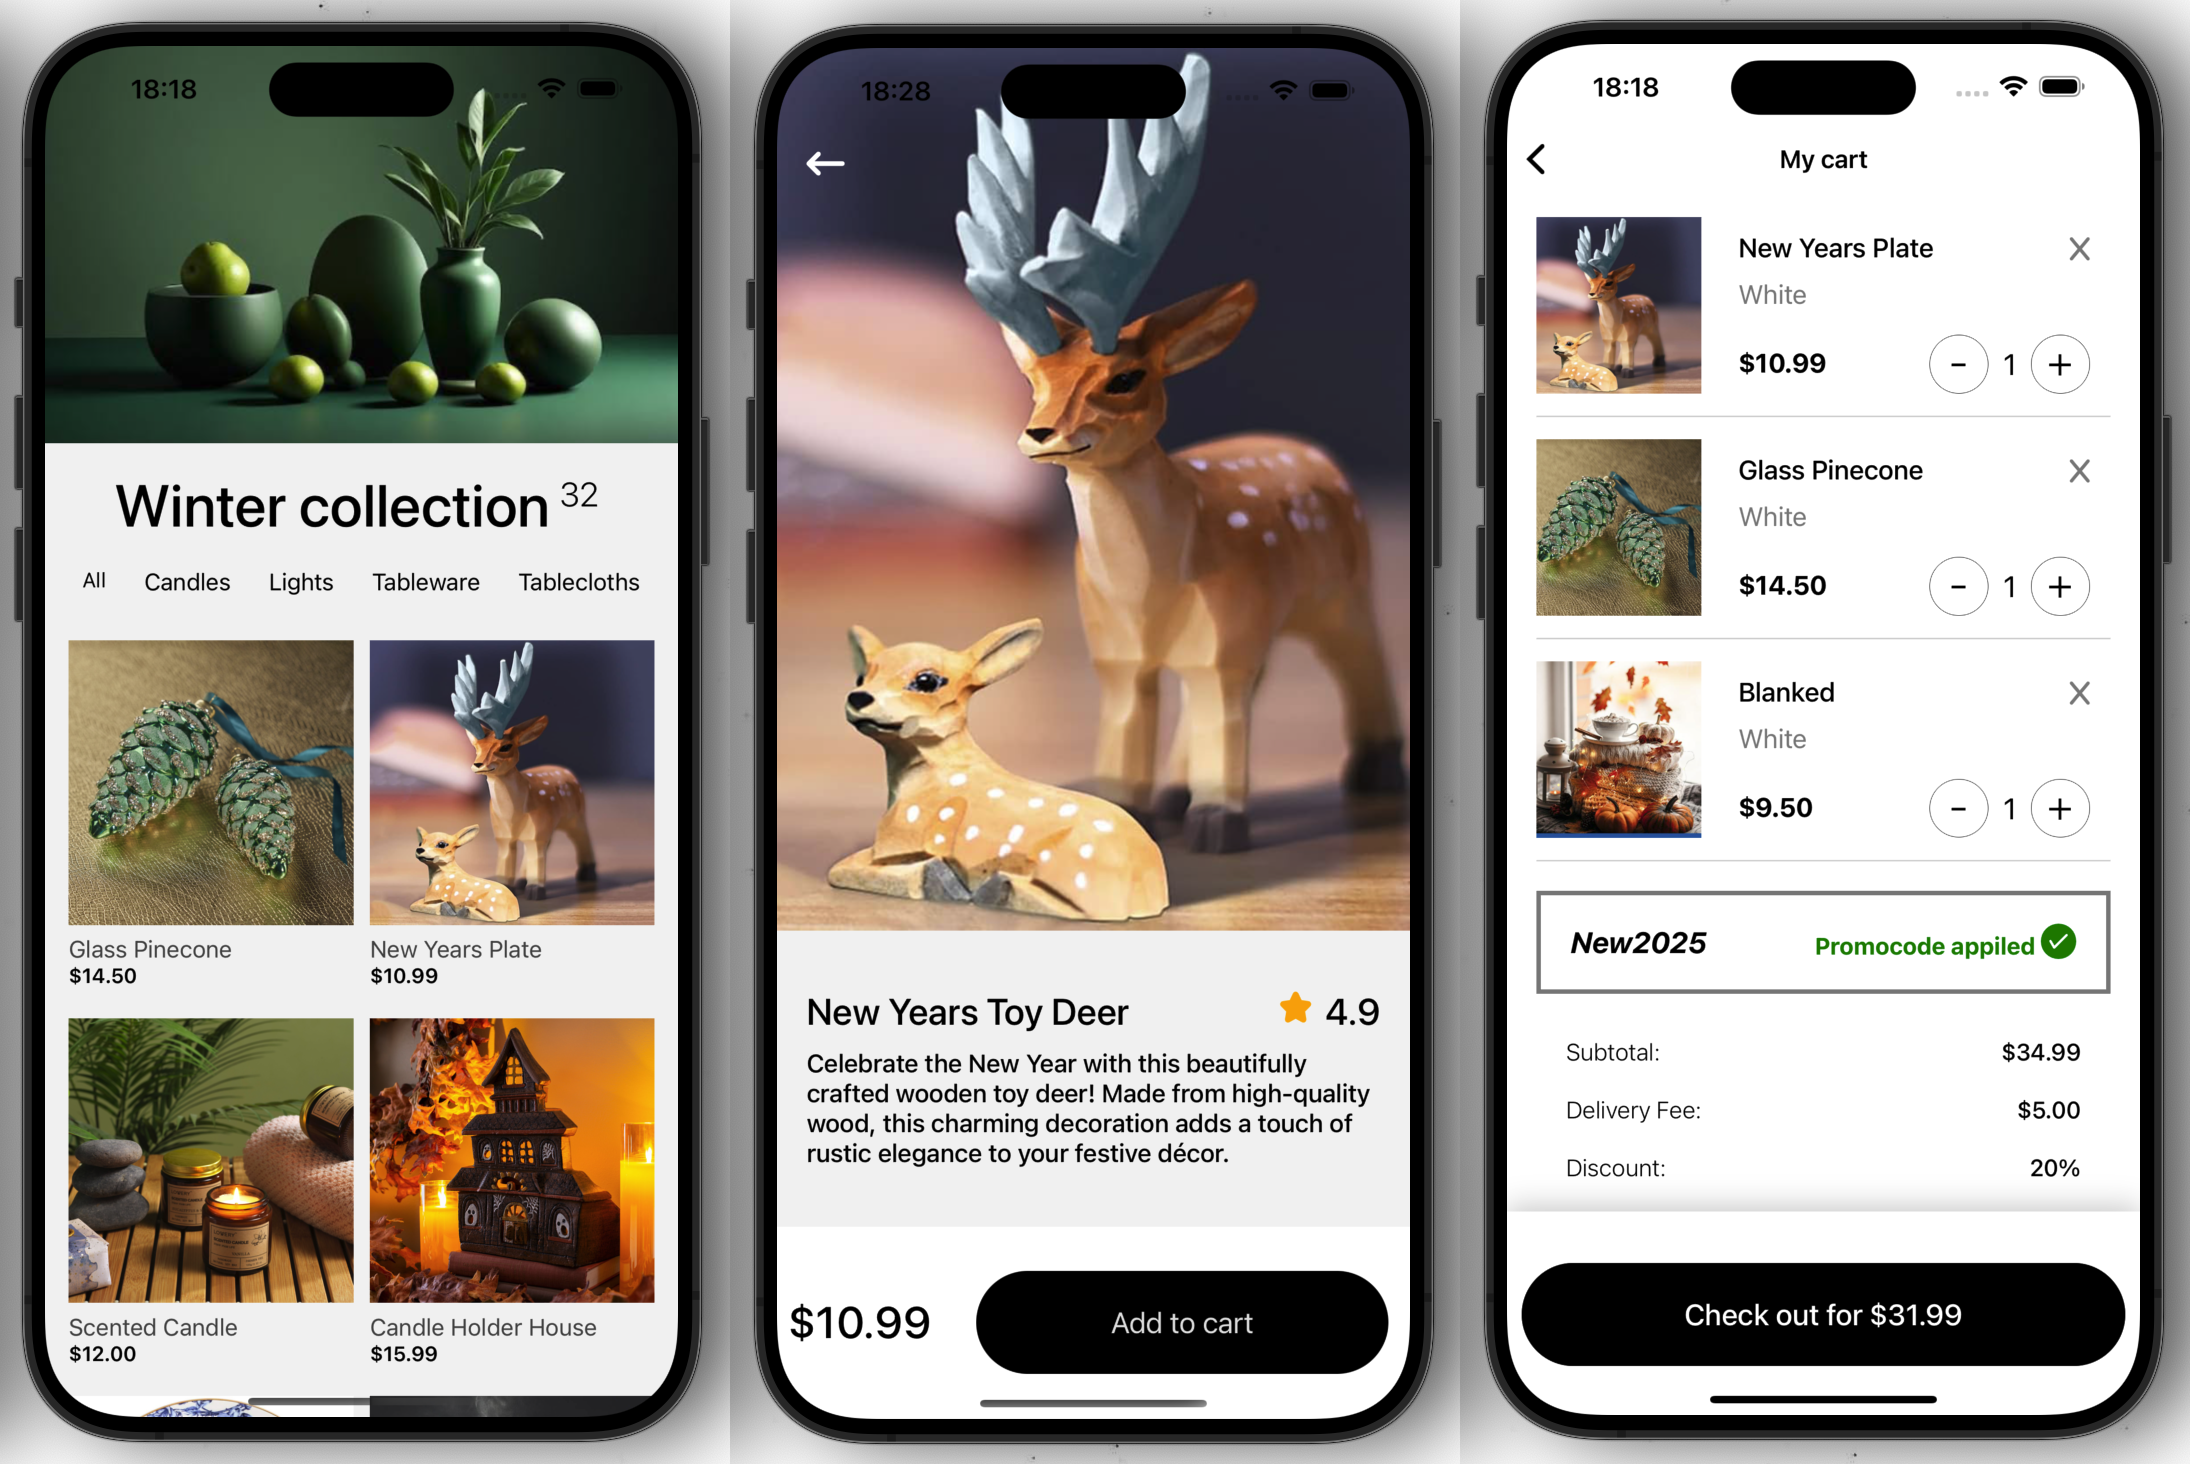 18:18
Winter collection 32
All Candles Lights Tableware Tablecloths
Glass Pinecone
$14.50
New Years Plate
$10.99
Scented Candle
$12.00
Candle Holder House
$15.99
18:28
New Years Toy Deer
4.9
Celebrate the New Year with this beautifully
crafted wooden toy deer! Made from high-quality
wood, this charming decoration adds a touch of
rustic elegance to your festive décor.
$10.99
Add to cart
18:18
My cart
New Years Plate
White
$10.99
- 1 +
Glass Pinecone
White
$14.50
- 1 +
Blanked
White
$9.50
- 1 +
New2025
Promocode appiled
Subtotal: $34.99
Delivery Fee: $5.00
Discount: 20%
Check out for $31.99